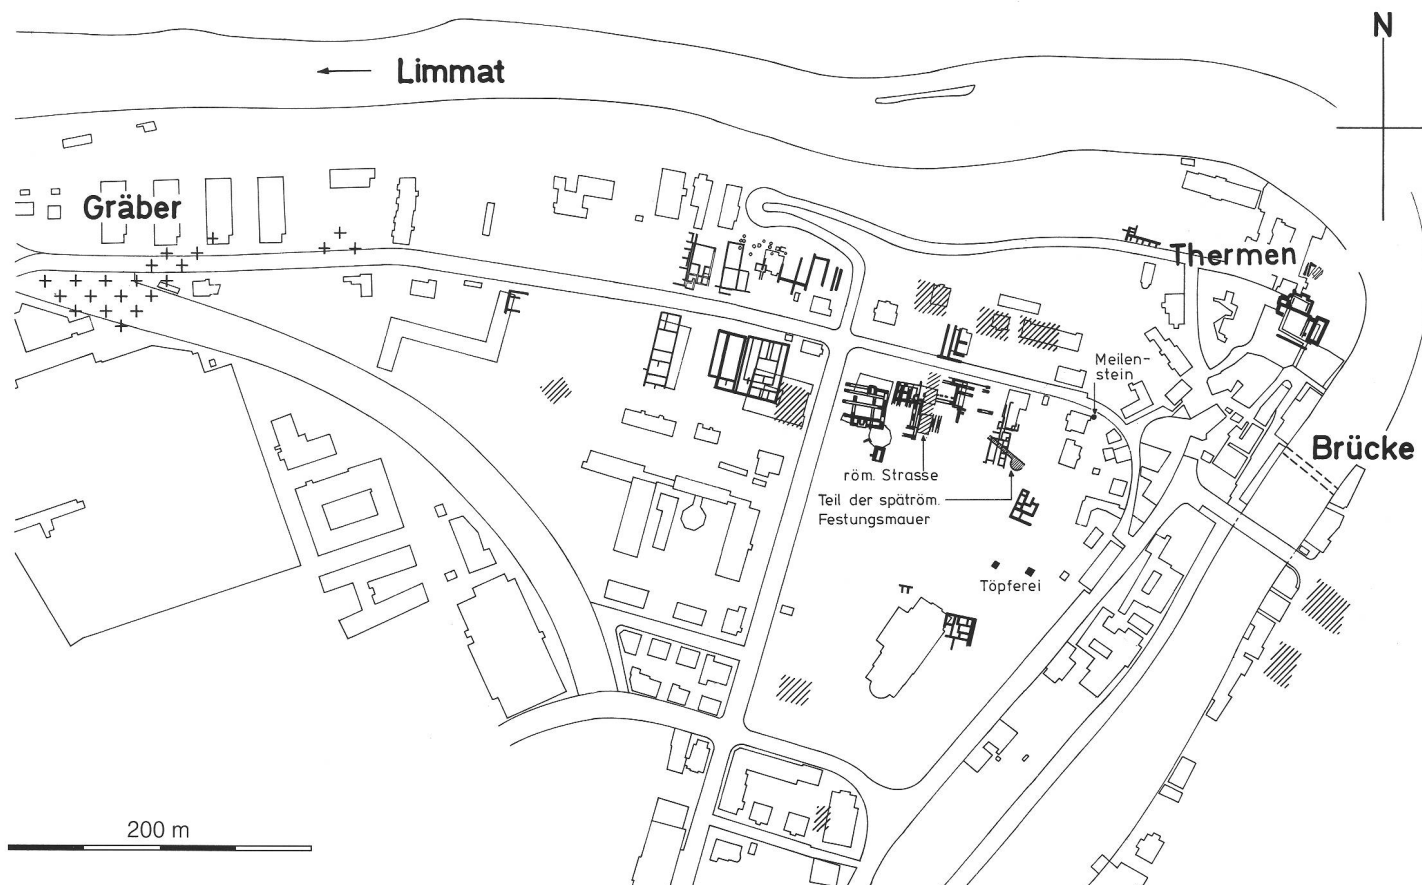 N
Limmat
Gräber
Thermen
Meilen-
stein
Brücke
röm. Strasse
Teil der spätröm.
Festungsmauer
Töpferei
200 m